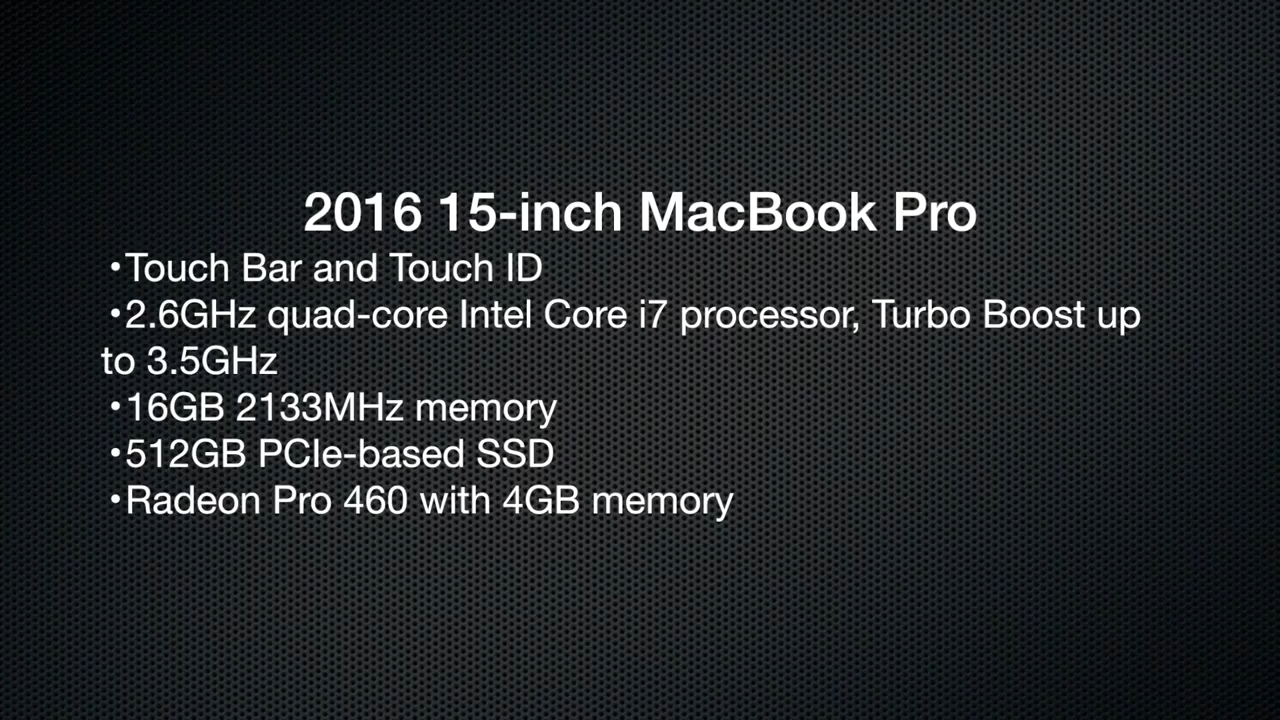 2016 15-inch MacBook Pro
•Touch Bar and Touch ID
•2.6GHz quad-core Intel Core i7 processor, Turbo Boost up
to 3.5GHz
•16GB 2133MHz memory
•512GB PCIe-based SSD
•Radeon Pro 460 with 4GB memory